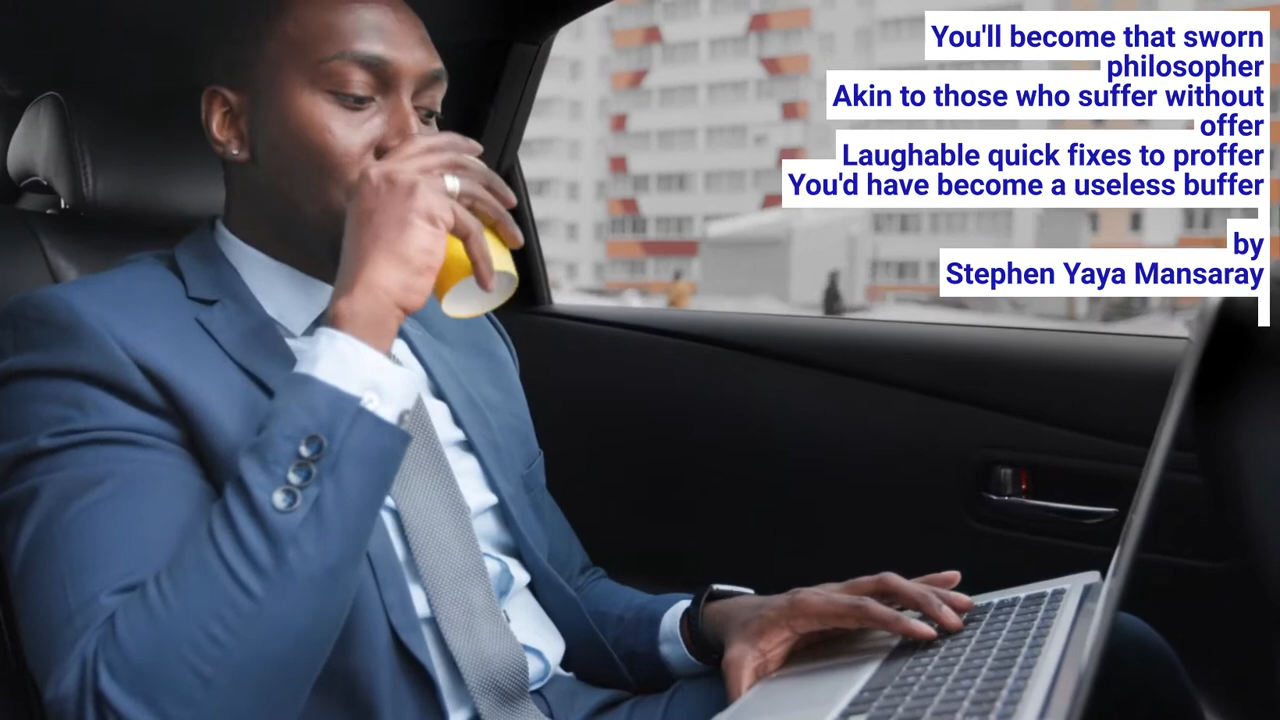 You'll become that sworn
philosopher
Akin to those who suffer without
offer
Laughable quick fixes to proffer
You'd have become a useless buffer
by
Stephen Yaya Mansaray